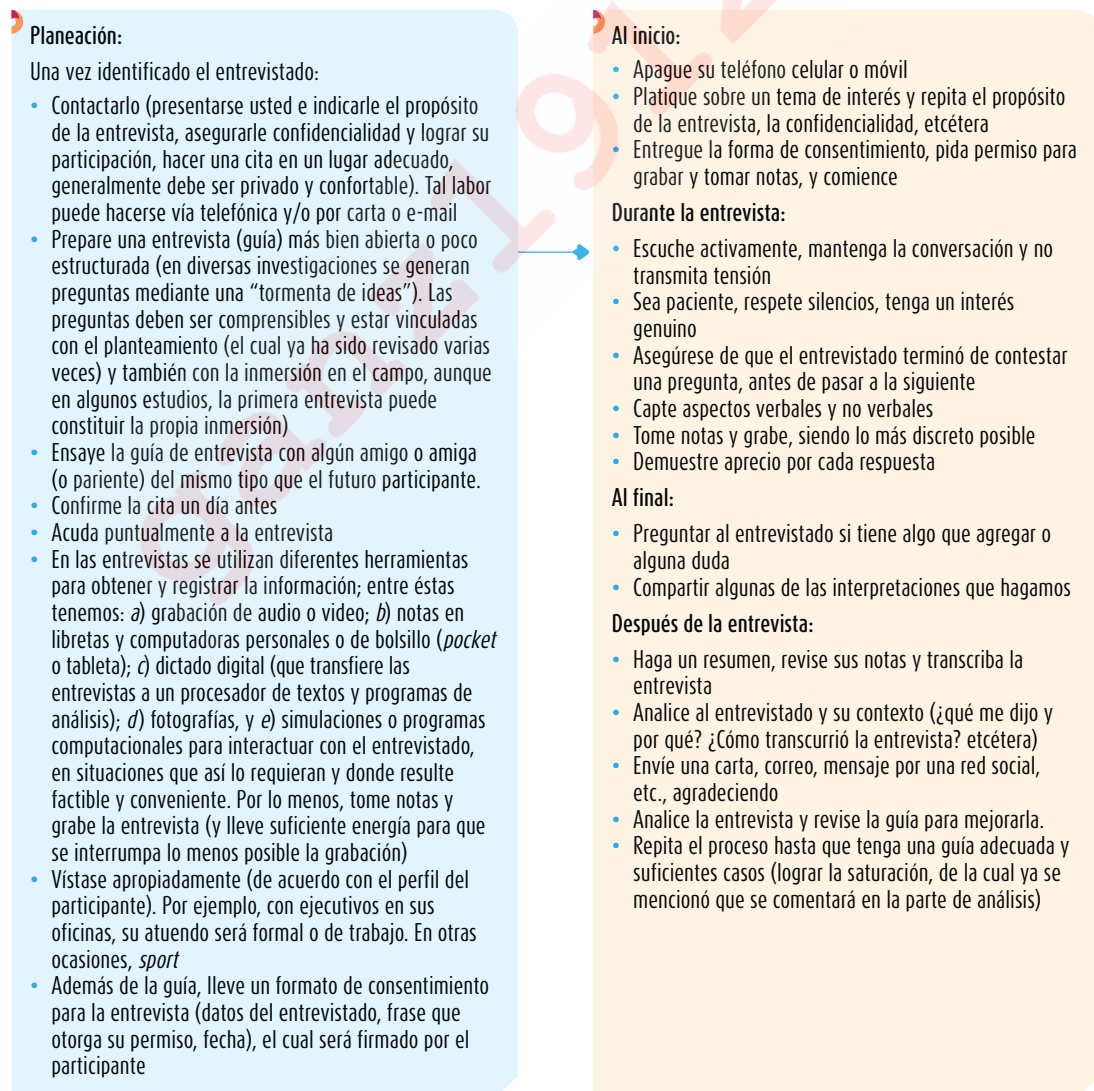 Planeación:
Una vez identificado el entrevistado:
• Contactarlo (presentarse usted e indicarle el propósito
de la entrevista, asegurarle confidencialidad y lograr su
participación, hacer una cita en un lugar adecuado,
generalmente debe ser privado y confortable). Tal labor
puede hacerse vía telefónica y/o por carta o e-mail
• Prepare una entrevista (guía) más bien abierta o poco
estructurada (en diversas investigaciones se generan
preguntas mediante una “tormenta de ideas”). Las
preguntas deben ser comprensibles y estar vinculadas
con el planteamiento (el cual ya ha sido revisado varias
veces) y también con la inmersión en el campo, aunque
en algunos estudios, la primera entrevista puede
constituir la propia inmersión)
• Ensaye la guía de entrevista con algún amigo o amiga
(o pariente) del mismo tipo que el futuro participante.
• Confirme la cita un día antes
• Acuda puntualmente a la entrevista
• En las entrevistas se utilizan diferentes herramientas
para obtener y registrar la información; entre éstas
tenemos: a) grabación de audio o video; b) notas en
libretas y computadoras personales o de bolsillo (pocket
o tableta); c) dictado digital (que transfiere las
entrevistas a un procesador de textos y programas de
análisis); d) fotografías, y e) simulaciones o programas
computacionales para interactuar con el entrevistado,
en situaciones que así lo requieran y donde resulte
factible y conveniente. Por lo menos, tome notas y
grabe la entrevista (y lleve suficiente energía para que
se interrumpa lo menos posible la grabación)
• Vístase apropiadamente (de acuerdo con el perfil del
participante). Por ejemplo, con ejecutivos en sus
oficinas, su atuendo será formal o de trabajo. En otras
ocasiones, sport
• Además de la guía, lleve un formato de consentimiento
para la entrevista (datos del entrevistado, frase que
otorga su permiso, fecha), el cual será firmado por el
participante
Al inicio:
• Apague su teléfono celular o móvil
• Platique sobre un tema de interés y repita el propósito
de la entrevista, la confidencialidad, etcétera
• Entregue la forma de consentimiento, pida permiso para
grabar y tomar notas, y comience
Durante la entrevista:
• Escuche activamente, mantenga la conversación y no
transmita tensión
• Sea paciente, respete silencios, tenga un interés
genuino
• Asegúrese de que el entrevistado terminó de contestar
una pregunta, antes de pasar a la siguiente
• Capte aspectos verbales y no verbales
• Tome notas y grabe, siendo lo más discreto posible
• Demuestre aprecio por cada respuesta
Al final:
• Preguntar al entrevistado si tiene algo que agregar o
alguna duda
• Compartir algunas de las interpretaciones que hagamos
Después de la entrevista:
• Haga un resumen, revise sus notas y transcriba la
entrevista
• Analice al entrevistado y su contexto (¿qué me dijo y
por qué? ¿Cómo transcurrió la entrevista? etcétera)
• Envíe una carta, correo, mensaje por una red social,
etc., agradeciendo
• Analice la entrevista y revise la guía para mejorarla.
• Repita el proceso hasta que tenga una guía adecuada y
suficientes casos (lograr la saturación, de la cual ya se
mencionó que se comentará en la parte de análisis)
ganz191